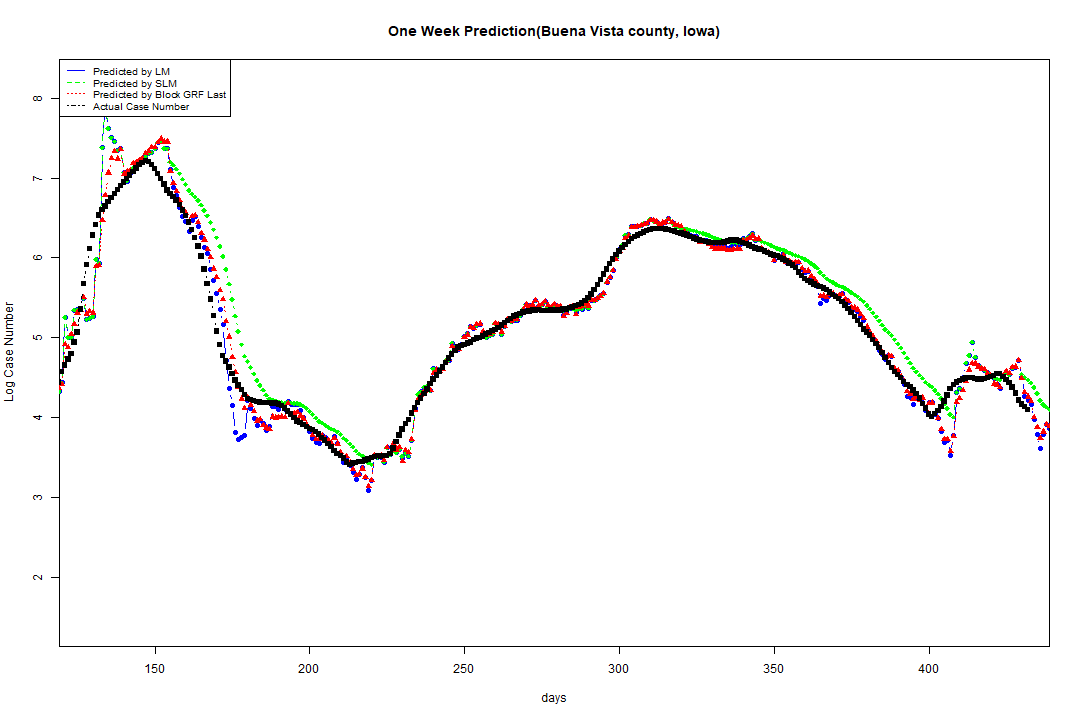 One Week Prediction(Buena Vista county, Iowa)
Predicted by LM
Predicted by SLM
Predicted by Block GRF Last
Actual Case Number
Log Case Number
8
7
6
5
4
3
2
150 200 250 300 350 400
days